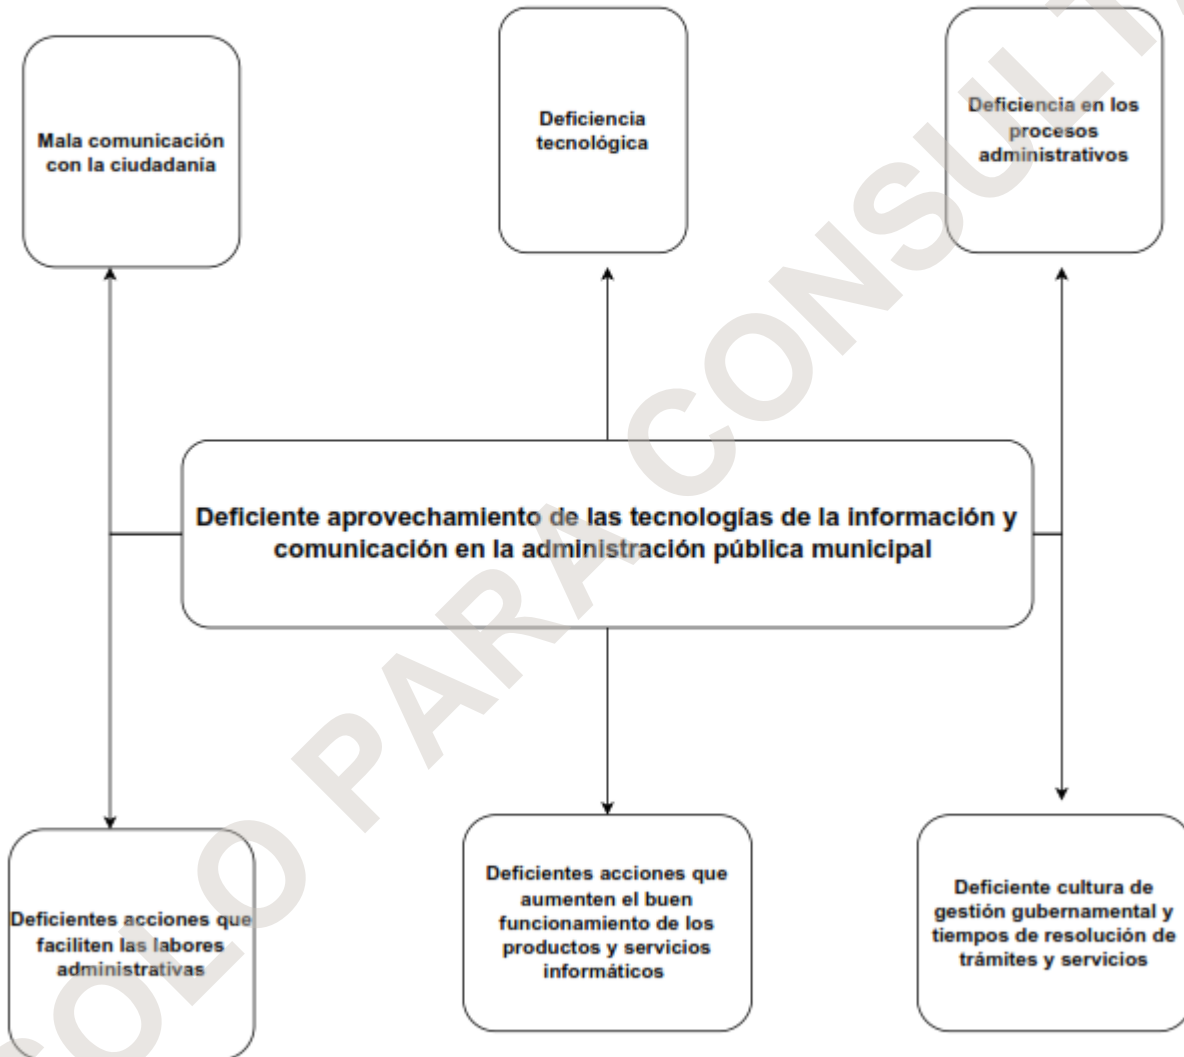 Mala comunicación
con la ciudadanía
Deficiencia
tecnológica
Deficiencia en los
procesos
administrativos
Deficiente aprovechamiento de las tecnologías de la información y
comunicación en la administración pública municipal
Deficientes acciones que
faciliten las labores
administrativas
Deficientes acciones que
aumenten el buen
funcionamiento de los
productos y servicios
informáticos
Deficiente cultura de
gestión gubernamental y
tiempos de resolución de
trámites y servicios
SOLO PARA CONSULTA